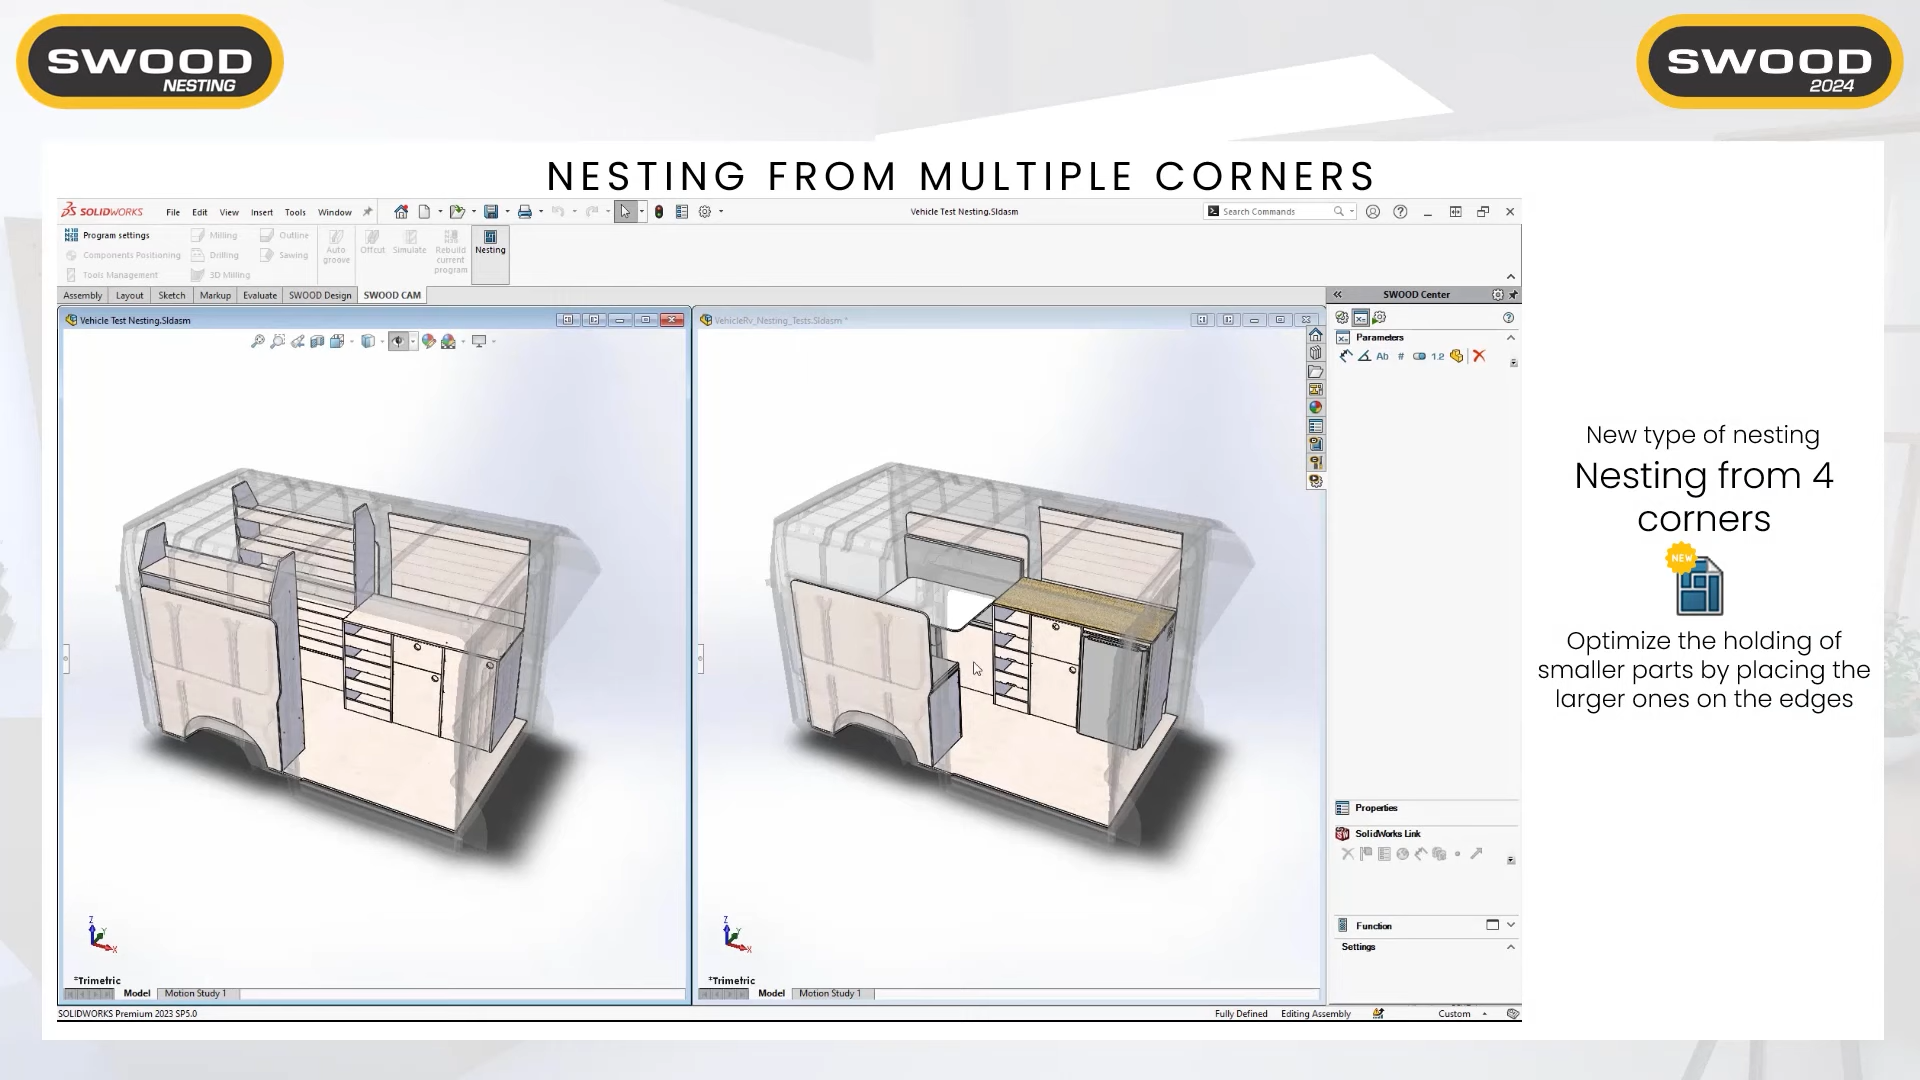 SWOOD
NESTING
SWOOD
2024
NESTING FROM MULTIPLE CORNERS
SOLIDWORKS File Edit View Insert Tools Window
Vehicle Test Nesting.Sldasm
Search Commands
Program settings
Components Positioning
Tools Management
Milling
Drilling
3D Milling
Outline
Sawing
Auto
groove
Offcut
Simulate
Rebuild
current
program
Nesting
Assembly Layout Sketch Markup Evaluate SWOOD Design SWOOD CAM
SWOOD Center
Vehicle Test Nesting.Sldasm
VehicleRv_Nesting_Tests.Sldasm *
Parameters
Ab # 1.2
New type of nesting
Nesting from 4
corners
NEW
Optimize the holding of
smaller parts by placing the
larger ones on the edges
Properties
SolidWorks Link
Function
Settings
Z
Y
X
Z
Y
X
*Trimetric
*Trimetric
Model Motion Study 1
Model Motion Study 1
SOLIDWORKS Premium 2023 SP5.0
Fully Defined Editing Assembly Custom